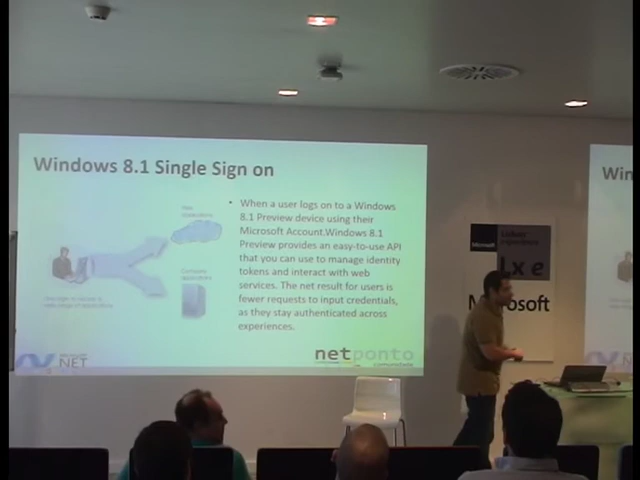 Windows 8.1 Single Sign on
• When a user logs on to a Windows
8.1 Preview device using their
Microsoft Account.Windows 8.1
Preview provides an easy-to-use API
that you can use to manage identity
tokens and interact with web
services. The net result for users is
fewer requests to input credentials,
as they stay authenticated across
experiences.
NET
netponto
comunidade
Microsoft
Lx e
Microsoft
Win